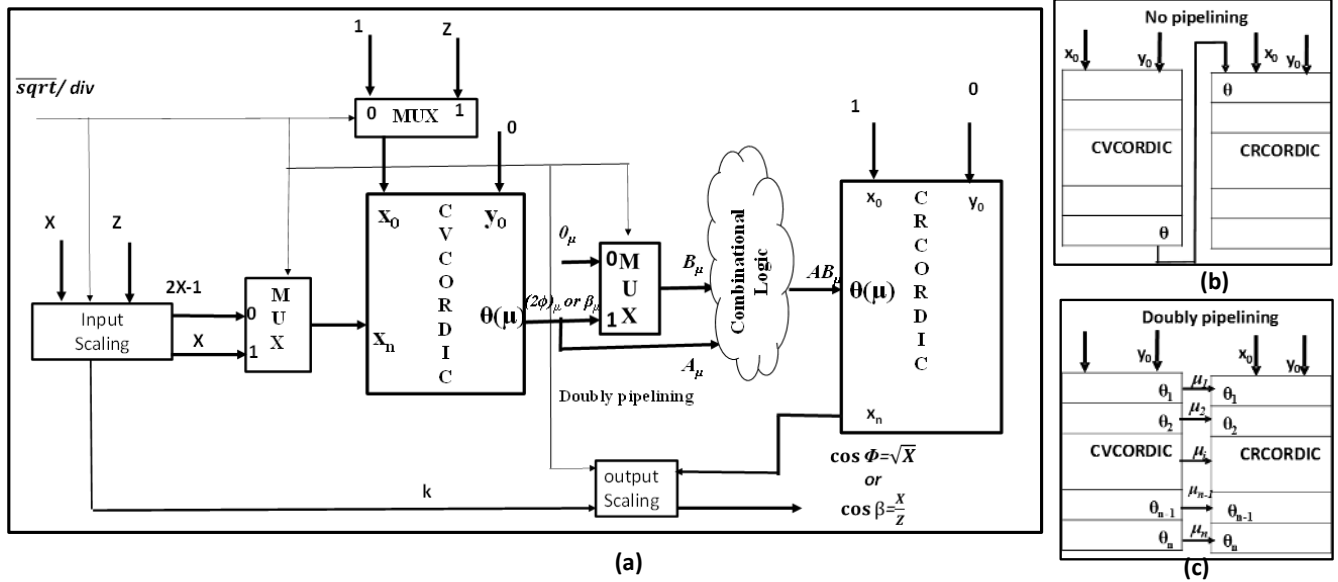 1 Z
sqrt/ div
0 MUX 1
0
X Z
2X-1
X
Input
Scaling
0 M
U
1 X
x₀ C y₀
V
C
O
R
D
I
C
xₙ
θ(μ)
(2ϕ)μ or βμ
0μ
0 M
U
1 X
Bμ
Aμ
Combinational
Logic
ABμ
1 0
x₀ C y₀
R
C
O
R
D
I
C
θ(μ)
xₙ
Doubly pipelining
output
Scaling
k
cos Φ=√X
or
cos β=X/Z
(a)
No pipelining
x₀ y₀ x₀ y₀
θ
CVCORDIC CRCORDIC
θ
(b)
Doubly pipelining
y₀ x₀ y₀
θ₁ μ₁ θ₁
θ₂ μ₂ θ₂
CVCORDIC μᵢ CRCORDIC
θₙ₋₁ μₙ₋₁ θₙ₋₁
θₙ μₙ θₙ
(c)